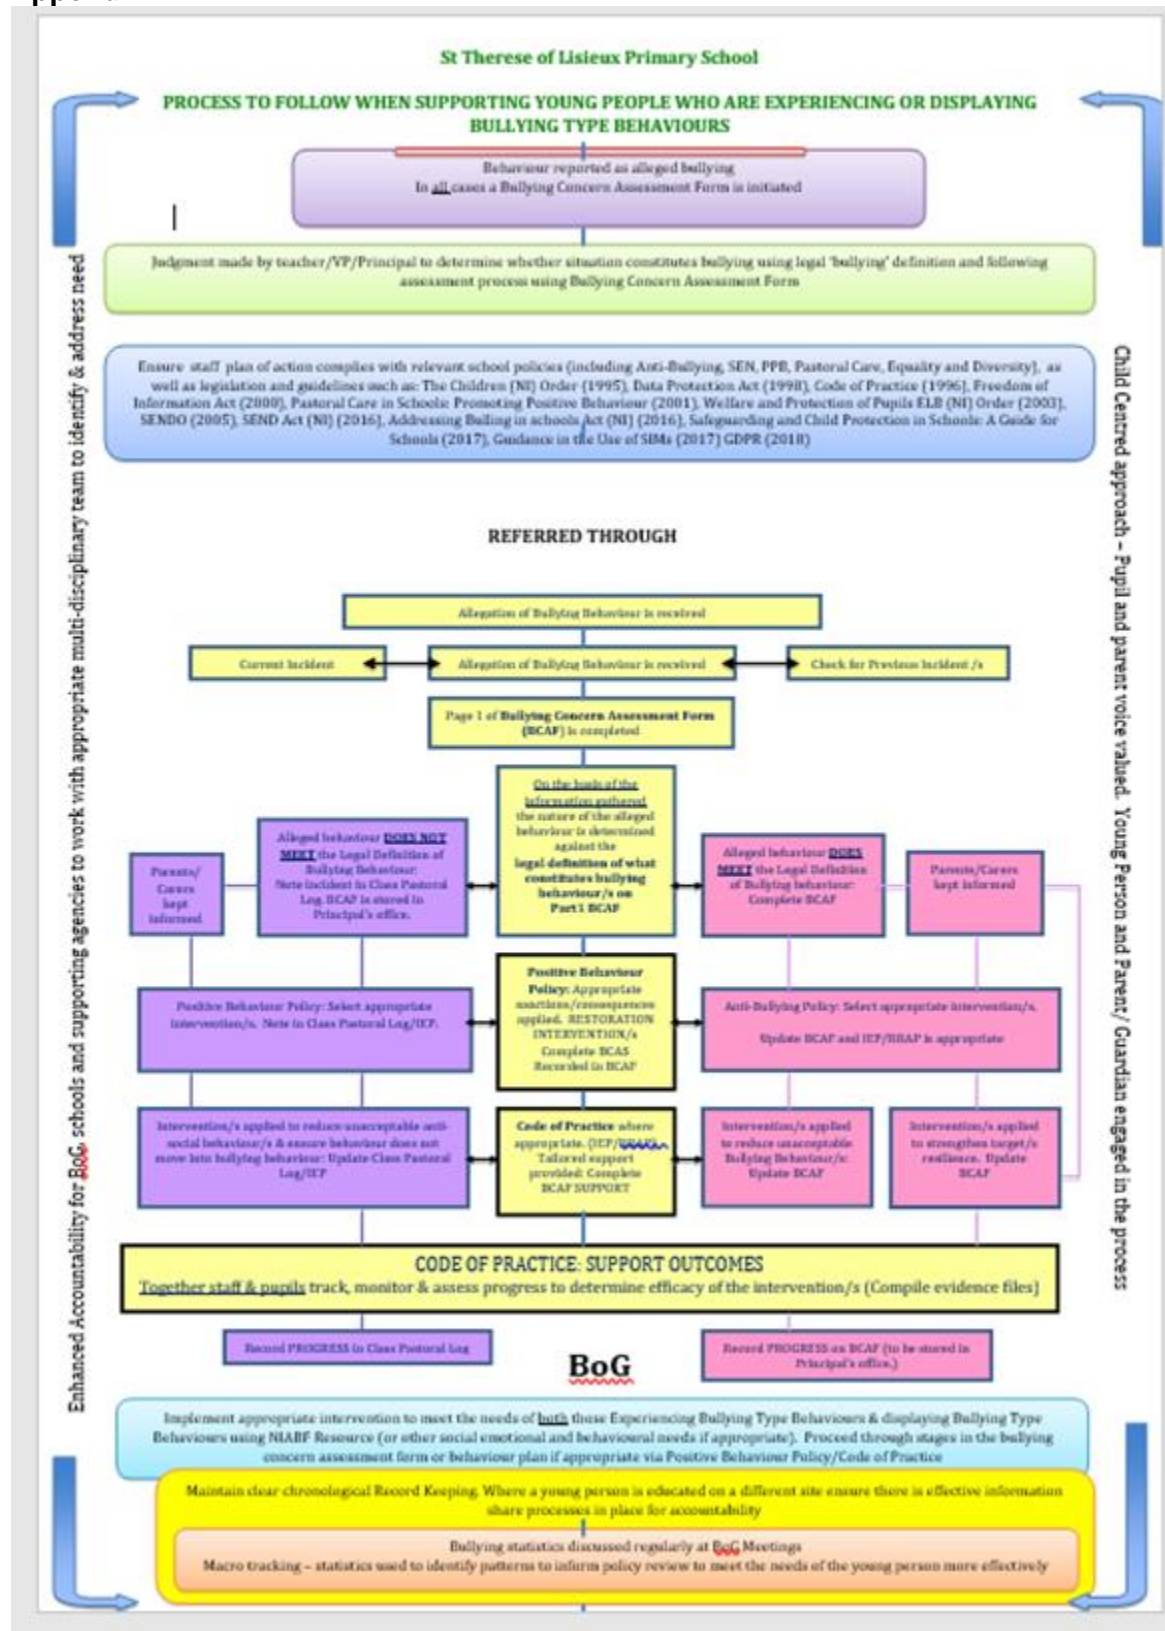 St Therese of Lisieux Primary School
PROCESS TO FOLLOW WHEN SUPPORTING YOUNG PEOPLE WHO ARE EXPERIENCING OR DISPLAYING
BULLYING TYPE BEHAVIOURS
Behaviour reported as alleged bullying
In all cases a Bullying Concern Assessment Form is initiated
Judgment made by teacher/VP/Principal to determine whether situation constitutes bullying using legal 'bullying' definition and following
assessment process using Bullying Concern Assessment Form
Ensure staff plan of action complies with relevant school policies (including Anti-Bullying, SEN, PPB, Pastoral Care, Equality and Diversity), as
well as legislation and guidelines such as: The Children (NI) Order (1995), Data Protection Act (1998), Code of Practice (1996), Freedom of
Information Act (2000), Pastoral Care in Schools: Promoting Positive Behaviour (2001), Welfare and Protection of Pupils ELB (NI) Order (2003),
SENDO (2005), SEND Act (NI) (2016), Addressing Bulling in schools Act (NI) (2016), Safeguarding and Child Protection in Schools: A Guide for
Schools (2017), Guidance in the Use of SIMs (2017) GDPR (2018)
Enhanced Accountability for BoG, schools and supporting agencies to work with appropriate multi-disciplinary team to identify & address need
Child Centred approach – Pupil and parent voice valued. Young Person and Parent/ Guardian engaged in the process
REFERRED THROUGH
Allegation of Bullying Behaviour is received
Current Incident
Allegation of Bullying Behaviour is received
Check for Previous Incident /s
Page 1 of Bullying Concern Assessment Form
(BCAF) is completed
On the basis of the
information gathered
the nature of the alleged
behaviour is determined
against the
legal definition of what
constitutes bullying
behaviour/s on
Part1 BCAF
Parents/
Carers
kept
informed
Alleged behaviour DOES NOT
MEET the Legal Definition of
Bullying Behaviour:
Note incident in Class Pastoral
Log. BCAF is stored in
Principal's office.
Alleged behaviour DOES
MEET the Legal Definition
of Bullying behaviour:
Complete BCAF
Parents/Carers
kept informed
Positive Behaviour Policy: Select appropriate
intervention/s. Note in Class Pastoral Log/IEP.
Positive Behaviour
Policy: Appropriate
sanctions/consequences
applied. RESTORATION
INTERVENTION/s
Complete BCAS
Recorded in BCAF
Anti-Bullying Policy: Select appropriate intervention/s.
Update BCAF and IEP/RRAP is appropriate
Intervention/s applied to reduce unacceptable anti-
social behaviour/s & ensure behaviour does not
move into bullying behaviour: Update Class Pastoral
Log/IEP
Code of Practice where
appropriate. (IEP/RRAP)
Tailored support
provided: Complete
BCAF SUPPORT
Intervention/s applied
to reduce unacceptable
Bullying Behaviour/s:
Update BCAF
Intervention/s applied
to strengthen target/s
resilience. Update
BCAF
CODE OF PRACTICE: SUPPORT OUTCOMES
Together staff & pupils track, monitor & assess progress to determine efficacy of the intervention/s (Compile evidence files)
Record PROGRESS in Class Pastoral Log
Record PROGRESS on BCAF (to be stored in
Principal's office.)
BoG
Implement appropriate intervention to meet the needs of both those Experiencing Bullying Type Behaviours & displaying Bullying Type
Behaviours using NIABF Resource (or other social emotional and behavioural needs if appropriate). Proceed through stages in the bullying
concern assessment form or behaviour plan if appropriate via Positive Behaviour Policy/Code of Practice
Maintain clear chronological Record Keeping. Where a young person is educated on a different site ensure there is effective information
share processes in place for accountability
Bullying statistics discussed regularly at BoG Meetings
Macro tracking – statistics used to identify patterns to inform policy review to meet the needs of the young person more effectively